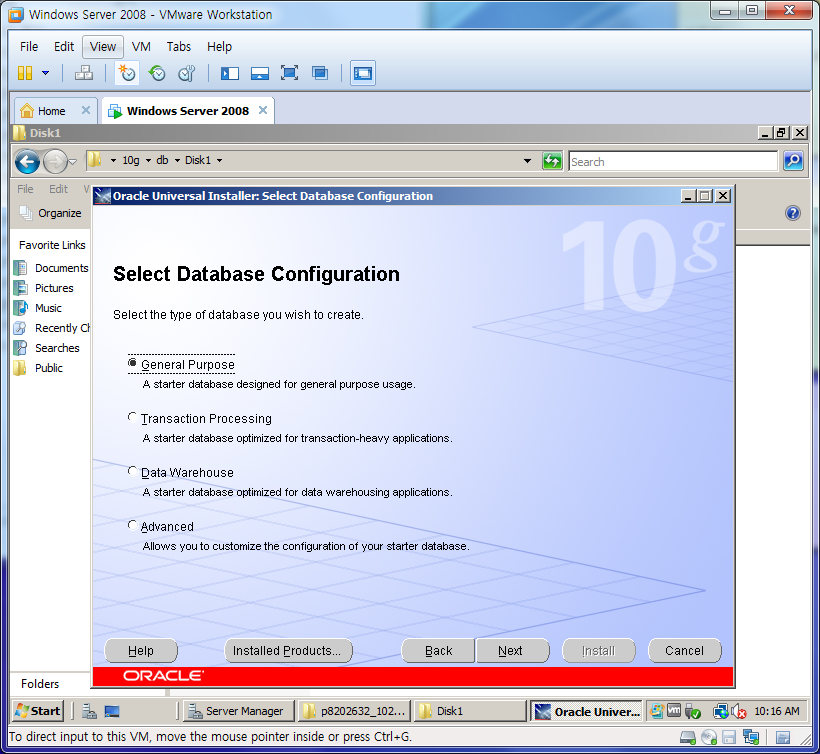 Windows Server 2008 - VMware Workstation
File Edit View VM Tabs Help
Home Windows Server 2008
Disk1
10g db Disk1 Search
File Edit
Organize
Oracle Universal Installer: Select Database Configuration
10g
Favorite Links
Documents
Pictures
Music
Recently Ch
Searches
Public
Select Database Configuration
Select the type of database you wish to create.
General Purpose
A starter database designed for general purpose usage.
Transaction Processing
A starter database optimized for transaction-heavy applications.
Data Warehouse
A starter database optimized for data warehousing applications.
Advanced
Allows you to customize the configuration of your starter database.
Help Installed Products... Back Next Install Cancel
ORACLE
Folders
Start Server Manager p8202632_102... Disk1 Oracle Univer... 10:16 AM
To direct input to this VM, move the mouse pointer inside or press Ctrl+G.